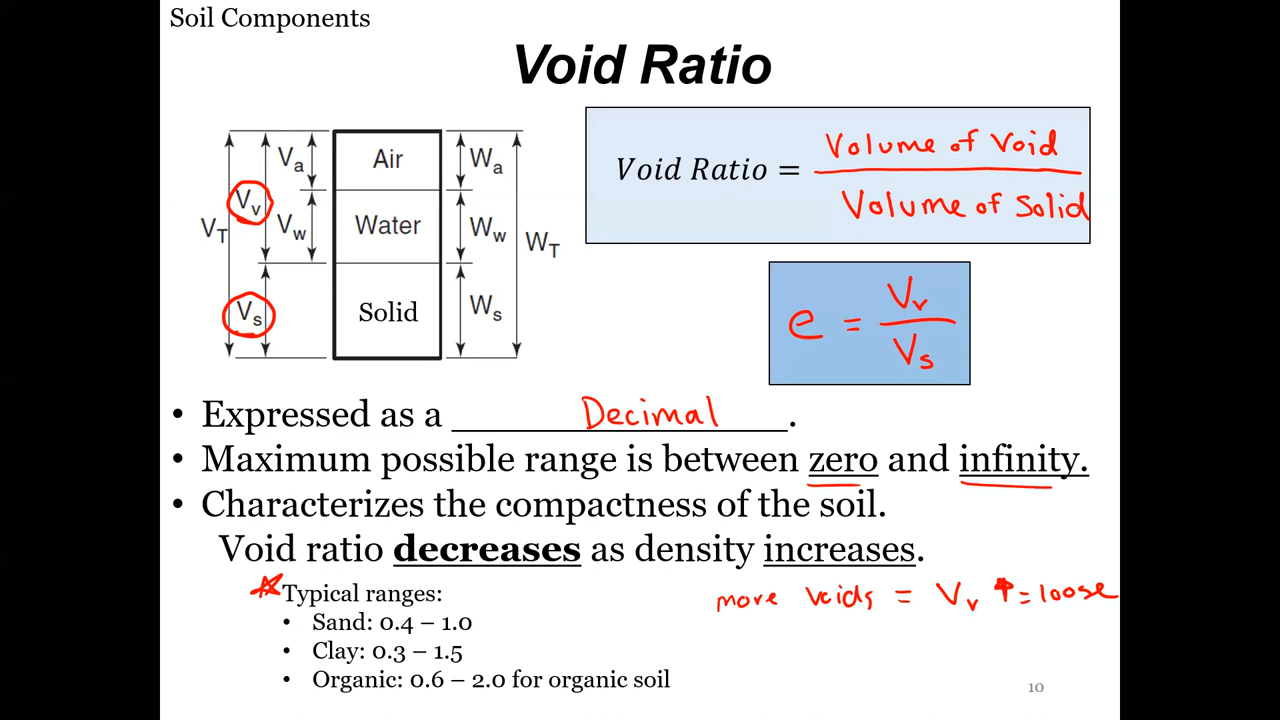 Soil Components
Void Ratio
Va
Air
Wa
Vv
VT
Vw
Water
Ww
WT
Vs
Solid
Ws
Void Ratio = Volume of Void / Volume of Solid
e = Vv / Vs
• Expressed as a Decimal.
• Maximum possible range is between zero and infinity.
• Characterizes the compactness of the soil.
Void ratio decreases as density increases.
more voids = Vv ↑ = loose
Typical ranges:
• Sand: 0.4 – 1.0
• Clay: 0.3 – 1.5
• Organic: 0.6 – 2.0 for organic soil
10